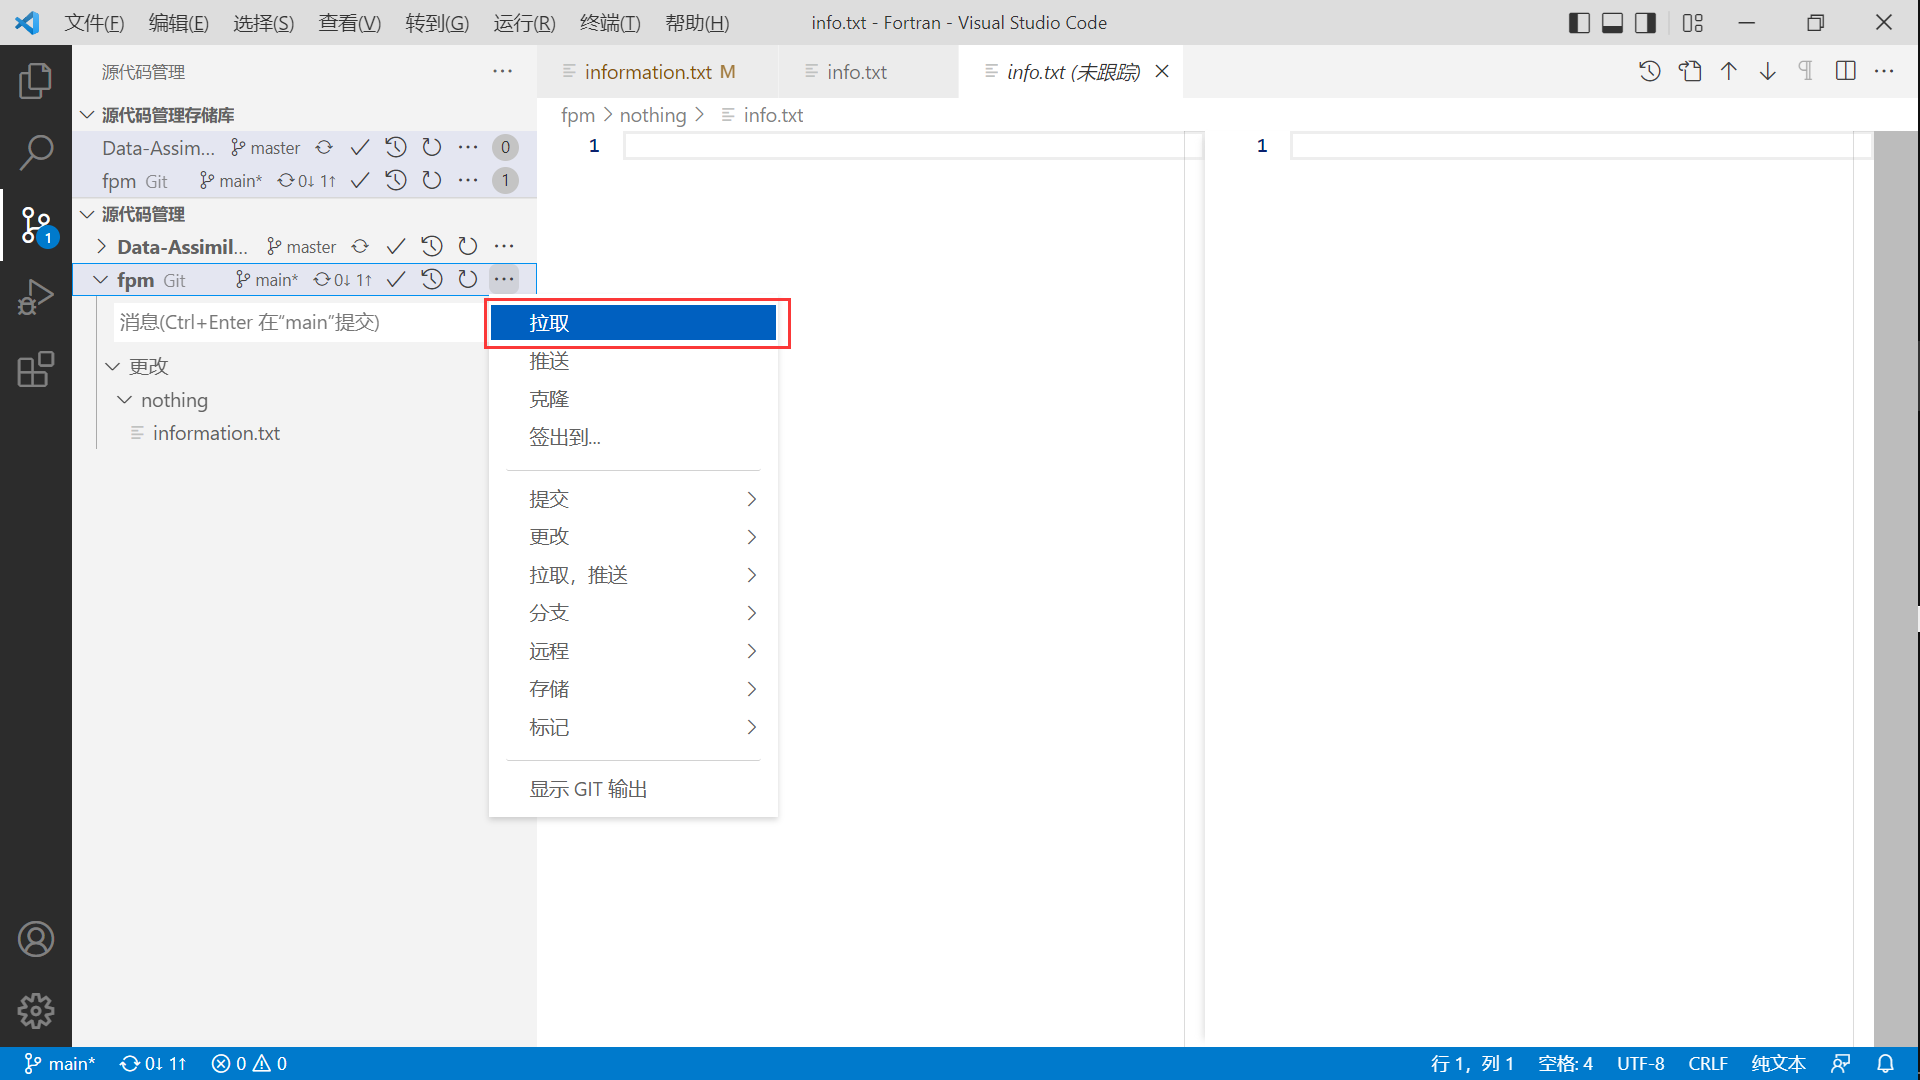 文件(F) 编辑(E) 选择(S) 查看(V) 转到(G) 运行(R) 终端(T) 帮助(H) info.txt - Fortran - Visual Studio Code
源代码管理
information.txt M info.txt info.txt (未跟踪)
源代码管理存储库
fpm nothing info.txt
Data-Assim... master 0
fpm Git main* 0↓ 1↑ 1
1 1
源代码管理
1
Data-Assimil... master
fpm Git main* 0↓ 1↑
消息(Ctrl+Enter 在“main”提交)
更改
nothing
information.txt
拉取
推送
克隆
签出到...
提交
更改
拉取，推送
分支
远程
存储
标记
显示 GIT 输出
main* 0↓ 1↑ 0 0 行 1，列 1 空格: 4 UTF-8 CRLF 纯文本